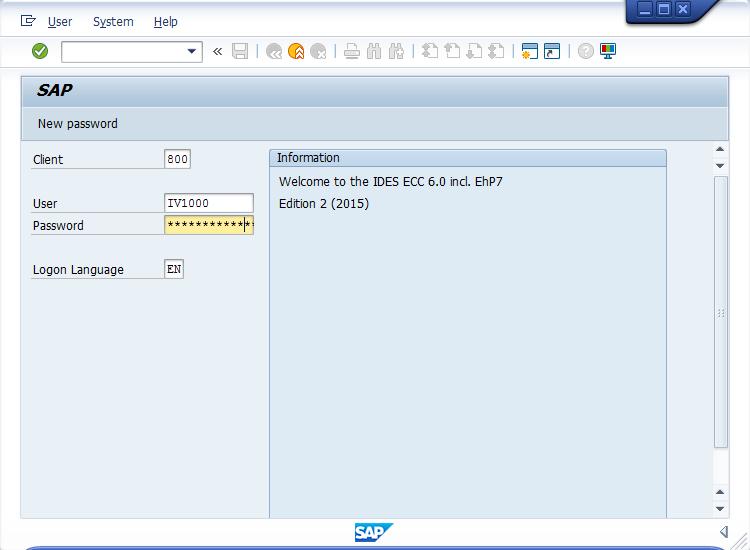 User System Help
SAP
New password
Client 800
Information
Welcome to the IDES ECC 6.0 incl. EhP7
Edition 2 (2015)
User IV1000
Password *************
Logon Language EN
SAP